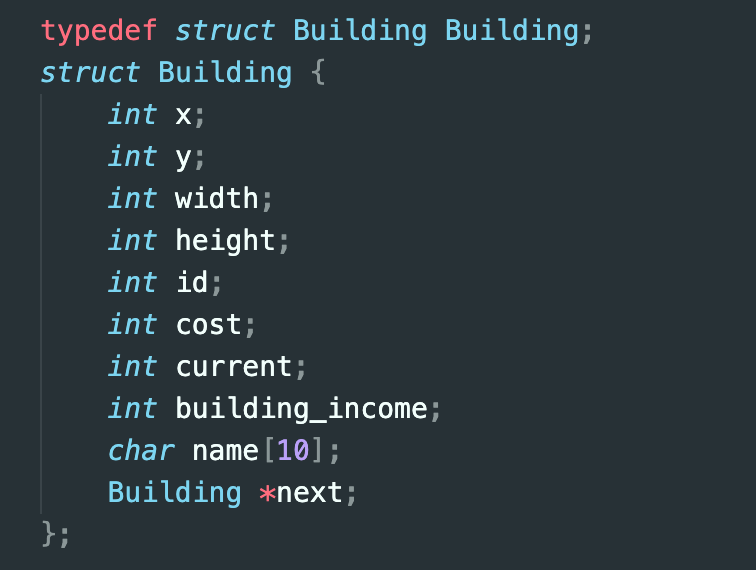 typedef struct Building Building;
struct Building {
    int x;
    int y;
    int width;
    int height;
    int id;
    int cost;
    int current;
    int building_income;
    char name[10];
    Building *next;
};